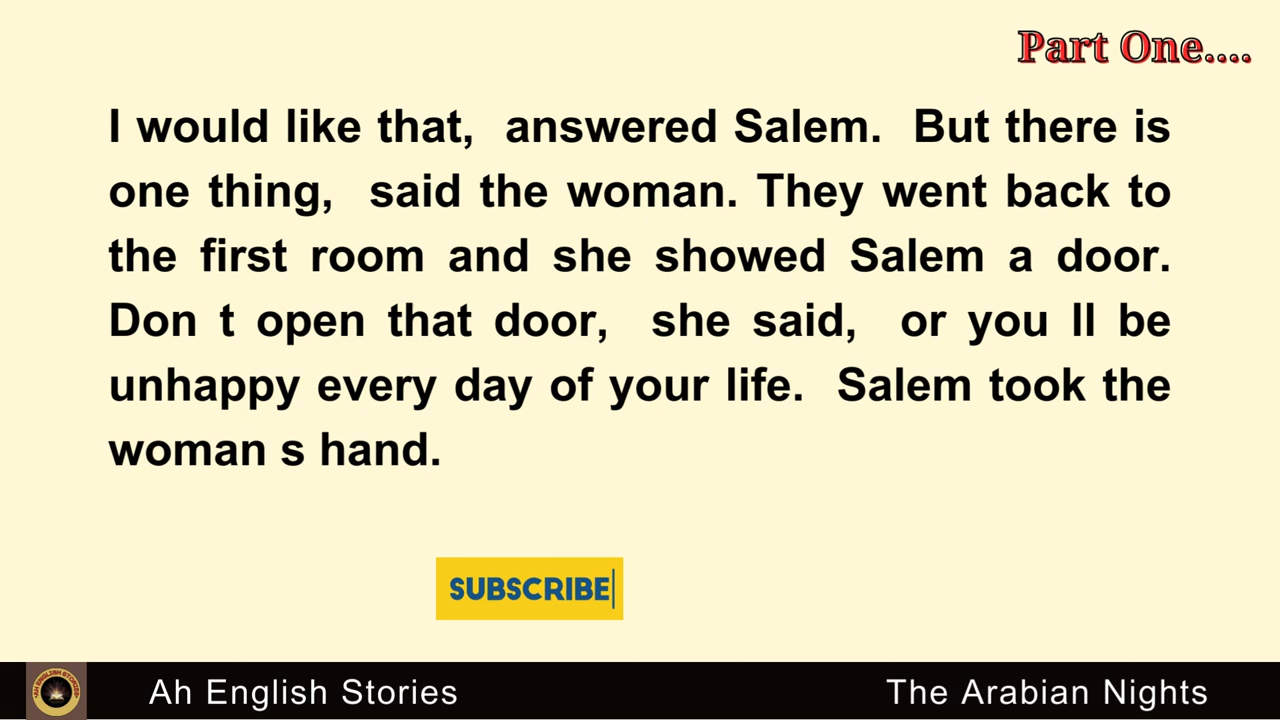 Part One....
I would like that, answered Salem. But there is
one thing, said the woman. They went back to
the first room and she showed Salem a door.
Don t open that door, she said, or you ll be
unhappy every day of your life. Salem took the
woman s hand.
SUBSCRIBE
Ah English Stories
The Arabian Nights